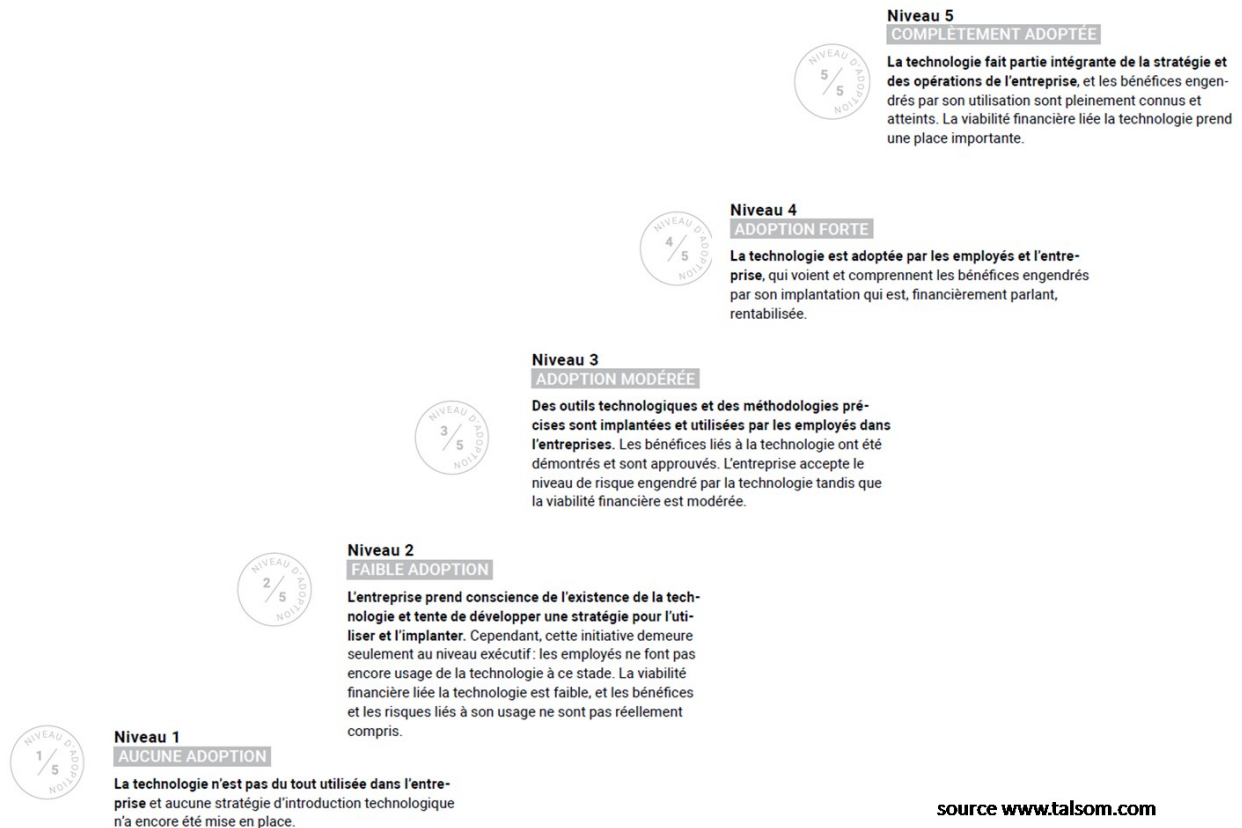 Niveau 5
COMPLÈTEMENT ADOPTÉE
NIVEAU D'ADOPTION
5/5
La technologie fait partie intégrante de la stratégie et
des opérations de l'entreprise, et les bénéfices engen-
drés par son utilisation sont pleinement connus et
atteints. La viabilité financière liée la technologie prend
une place importante.
Niveau 4
ADOPTION FORTE
NIVEAU D'ADOPTION
4/5
La technologie est adoptée par les employés et l'entre-
prise, qui voient et comprennent les bénéfices engendrés
par son implantation qui est, financièrement parlant,
rentabilisée.
Niveau 3
ADOPTION MODÉRÉE
NIVEAU D'ADOPTION
3/5
Des outils technologiques et des méthodologies pré-
cises sont implantées et utilisées par les employés dans
l'entreprises. Les bénéfices liés à la technologie ont été
démontrés et sont approuvés. L'entreprise accepte le
niveau de risque engendré par la technologie tandis que
la viabilité financière est modérée.
Niveau 2
FAIBLE ADOPTION
NIVEAU D'ADOPTION
2/5
L'entreprise prend conscience de l'existence de la tech-
nologie et tente de développer une stratégie pour l'uti-
liser et l'implanter. Cependant, cette initiative demeure
seulement au niveau exécutif : les employés ne font pas
encore usage de la technologie à ce stade. La viabilité
financière liée la technologie est faible, et les bénéfices
et les risques liés à son usage ne sont pas réellement
compris.
Niveau 1
AUCUNE ADOPTION
NIVEAU D'ADOPTION
1/5
La technologie n'est pas du tout utilisée dans l'entre-
prise et aucune stratégie d'introduction technologique
n'a encore été mise en place.
source www.talsom.com